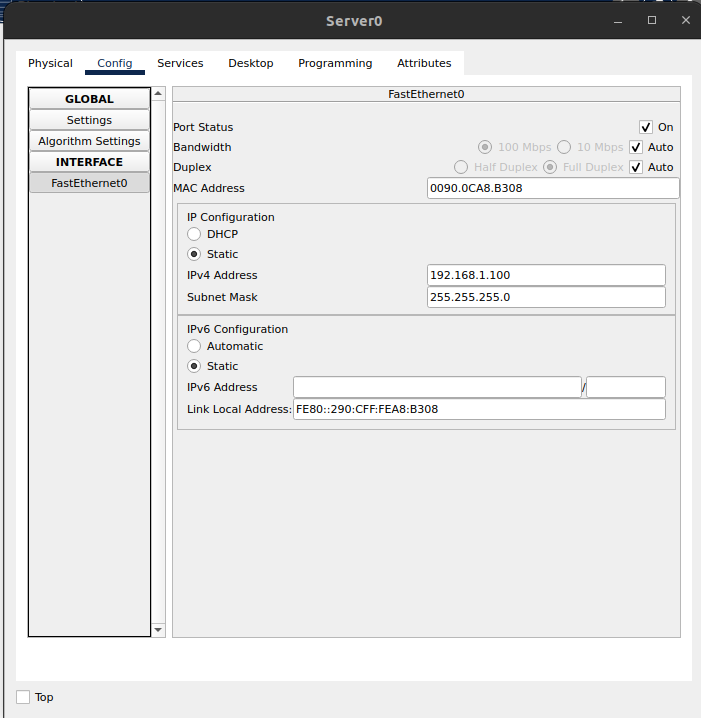 Server0
Physical Config Services Desktop Programming Attributes
GLOBAL
Settings
Algorithm Settings
INTERFACE
FastEthernet0
FastEthernet0
Port Status On
Bandwidth 100 Mbps 10 Mbps Auto
Duplex Half Duplex Full Duplex Auto
MAC Address 0090.0CA8.B308
IP Configuration
DHCP
Static
IPv4 Address 192.168.1.100
Subnet Mask 255.255.255.0
IPv6 Configuration
Automatic
Static
IPv6 Address /
Link Local Address: FE80::290:CFF:FEA8:B308
Top